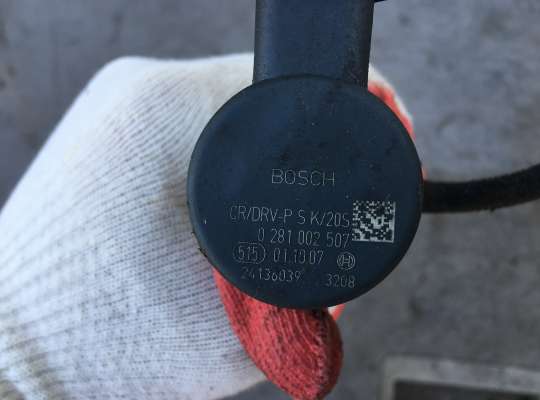 BOSCH
CR/DRV-P S K/20S
0 281 002 507
515 01.10 07
24136039 3208